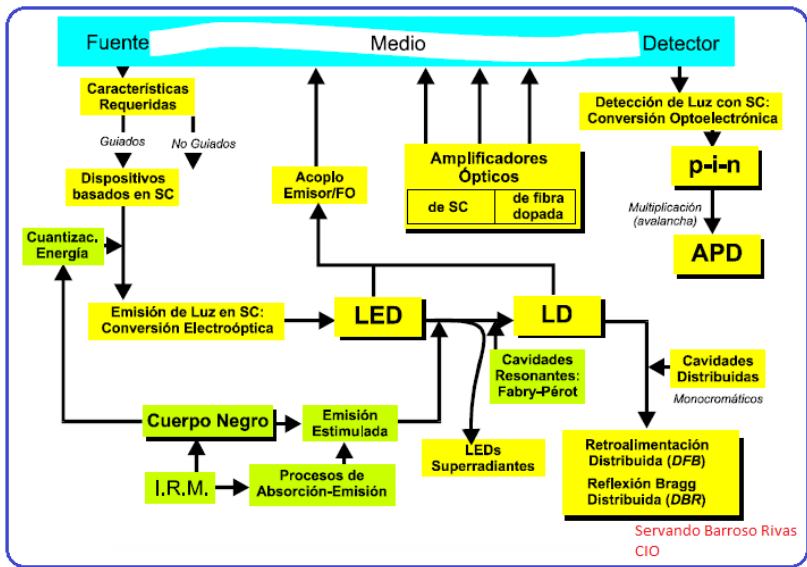 Fuente
Medio
Detector
Características
Requeridas
Guiados
No Guiados
Dispositivos
basados en SC
Cuantizac.
Energía
Emisión de Luz en SC:
Conversión Electroóptica
Acoplo
Emisor/FO
Amplificadores
Ópticos
de SC
de fibra
dopada
Detección de Luz con SC:
Conversión Optoelectrónica
p-i-n
Multiplicación
(avalancha)
APD
LED
LD
Cavidades
Resonantes:
Fabry-Pérot
Cavidades
Distribuidas
Monocromáticos
Cuerpo Negro
Emisión
Estimulada
I.R.M.
Procesos de
Absorción-Emisión
LEDs
Superradiantes
Retroalimentación
Distribuida (DFB)
Reflexión Bragg
Distribuida (DBR)
Servando Barroso Rivas
CIO